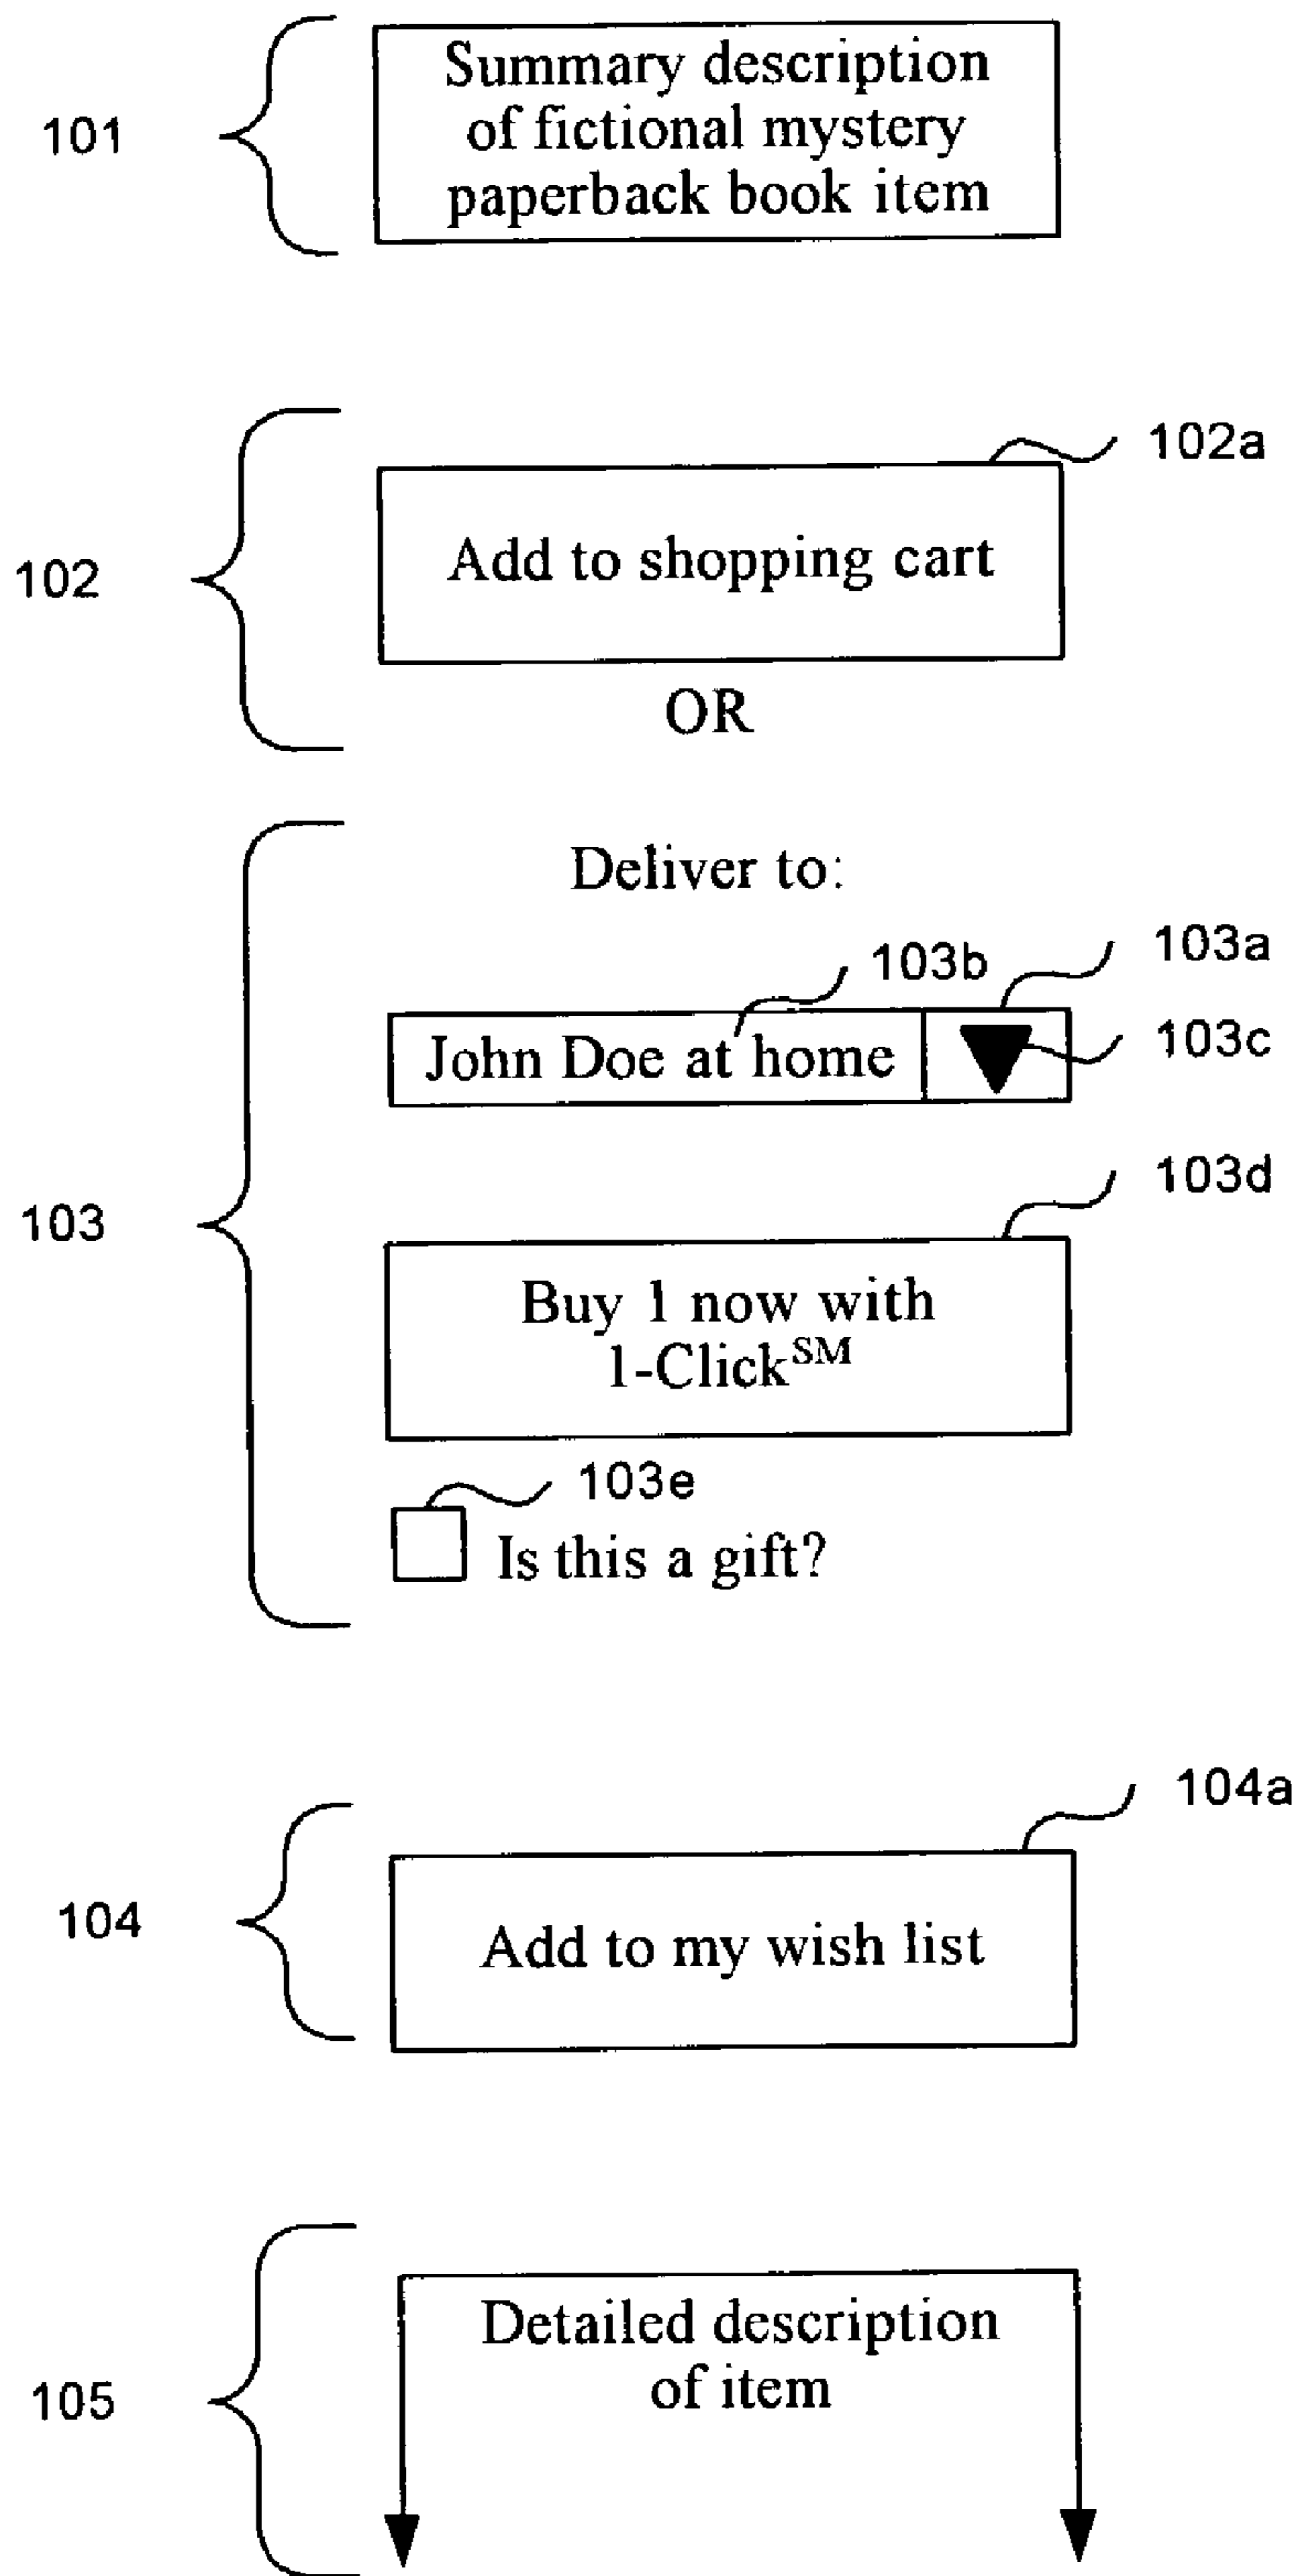 101
Summary description
of fictional mystery
paperback book item
102a
102
Add to shopping cart
OR
Deliver to:
103b
103a
John Doe at home
103c
103d
103
Buy 1 now with
1-Click^SM
103e
Is this a gift?
104a
104
Add to my wish list
105
Detailed description
of item